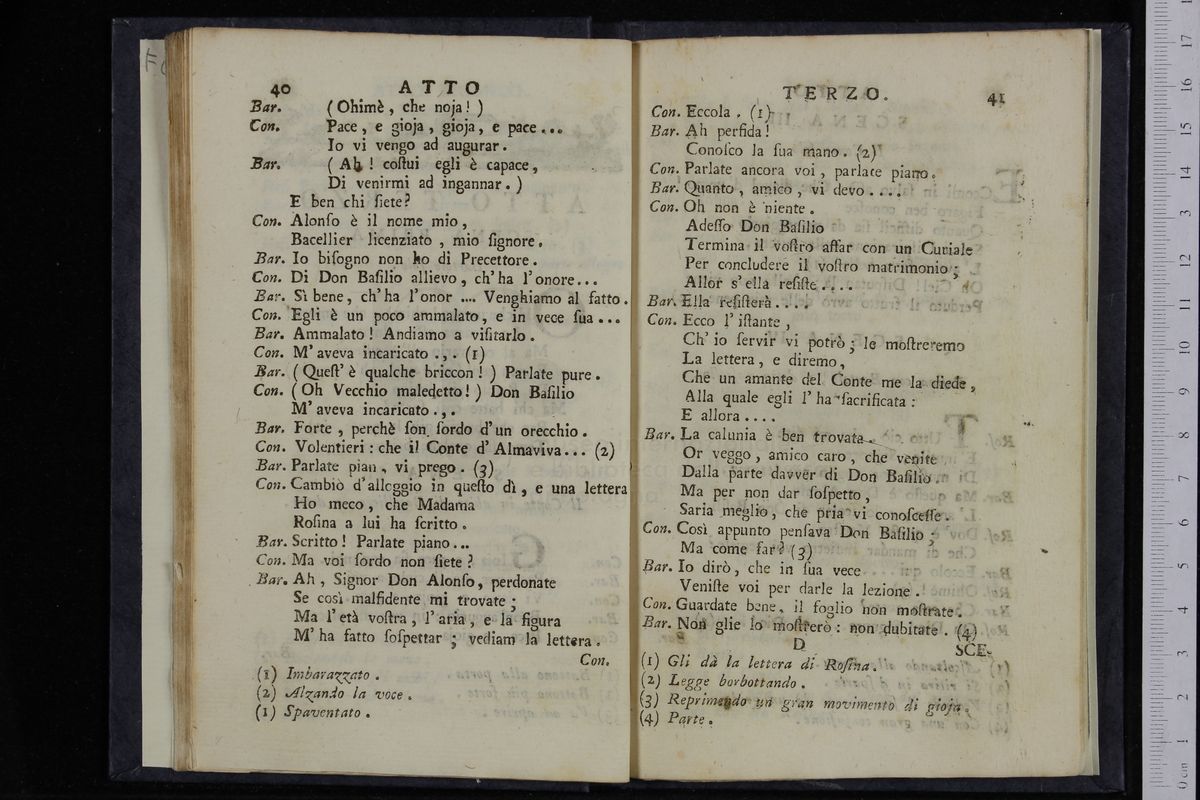 40 ATTO
Bar. (Ohimè, che noja!)
Con. Pace, e gioja, gioja, e pace...
Io vi vengo ad augurar.
Bar. (Ah! coſtui egli è capace,
Di venirmi ad ingannar.)
E ben chi ſiete?
Con. Alonſo è il nome mio,
Bacellier licenziato, mio ſignore.
Bar. Io biſogno non ho di Precettore.
Con. Di Don Baſilio allievo, ch'ha l'onore...
Bar. Sì bene, ch'ha l'onor .... Venghiamo al fatto.
Con. Egli è un poco ammalato, e in vece ſua...
Bar. Ammalato! Andiamo a viſitarlo.
Con. M'aveva incaricato .,. (1)
Bar. (Queſt'è qualche briccon!) Parlate pure.
Con. (Oh Vecchio maledetto!) Don Baſilio
M'aveva incaricato.,.
Bar. Forte, perchè ſon ſordo d'un orecchio.
Con. Volentieri: che il Conte d'Almaviva... (2)
Bar. Parlate pian, vi prego. (3)
Con. Cambiò d'alleggio in queſto dì, e una lettera
Ho meco, che Madama
Roſina a lui ha ſcritto.
Bar. Scritto! Parlate piano...
Con. Ma voi ſordo non ſiete?
Bar. Ah, Signor Don Alonſo, perdonate
Se così malfidente mi trovate;
Ma l'età voſtra, l'aria, e la figura
M'ha fatto ſoſpettar; vediam la lettera.
Con.
(1) Imbarazzato.
(2) Alzando la voce.
(1) Spaventato.
TERZO. 41
Con. Eccola. (1)
Bar. Ah perfida!
Conoſco la ſua mano. (2)
Con. Parlate ancora voi, parlate piano.
Bar. Quanto, amico, vi devo....
Con. Oh non è niente.
Adeſſo Don Baſilio
Termina il voſtro affar con un Curiale
Per concludere il voſtro matrimonio;
Allor s'ella reſiſte....
Bar. Ella reſiſterà....
Con. Ecco l'iſtante,
Ch'io ſervir vi potrò; le moſtreremo
La lettera, e diremo,
Che un amante del Conte me la diede,
Alla quale egli l'ha ſacrificata:
E allora....
Bar. La calunia è ben trovata.
Or veggo, amico caro, che venite
Dalla parte davver di Don Baſilio.
Ma per non dar ſoſpetto,
Saria meglio, che pria vi conoſceſſe.
Con. Così appunto penſava Don Baſilio;
Ma come far? (3)
Bar. Io dirò, che in ſua vece
Veniſte voi per darle la lezione.
Con. Guardate bene, il foglio non moſtrate.
Bar. Non glie lo moſtrerò: non dubitate. (4)
D SCE-
(1) Gli dà la lettera di Roſina.
(2) Legge borbottando.
(3) Reprimendo un gran movimento di gioja.
(4) Parte.